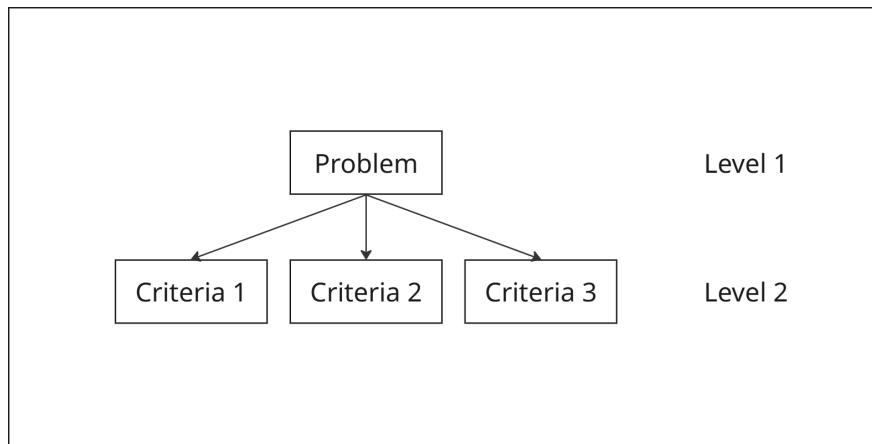 Problem
Level 1
Criteria 1
Criteria 2
Criteria 3
Level 2